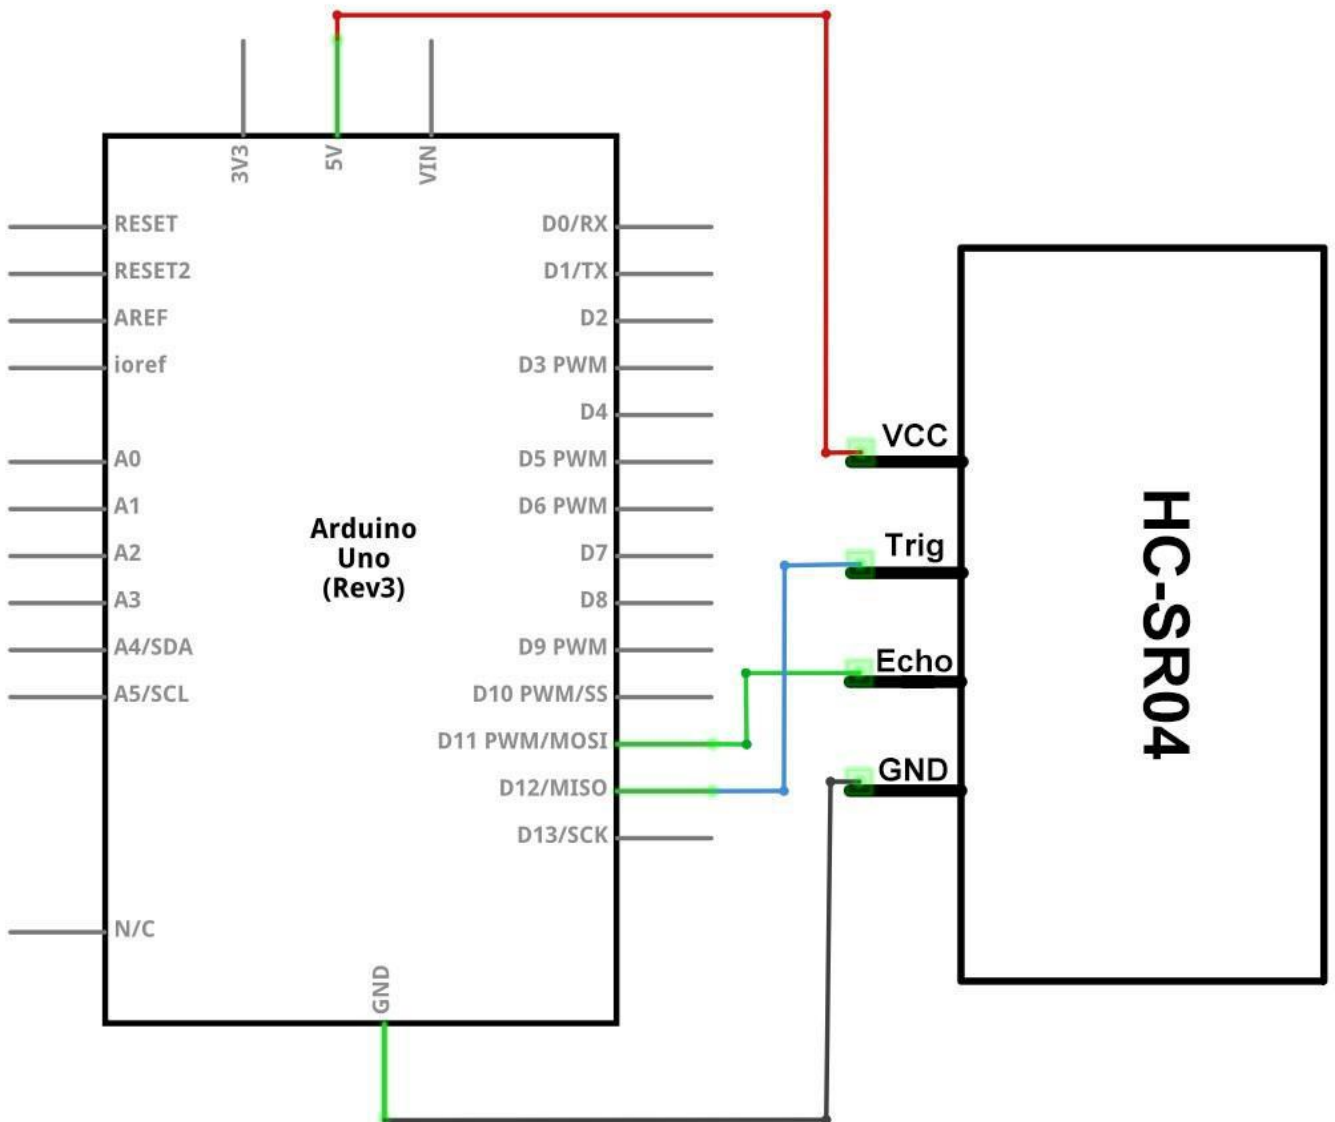 3V3
5V
VIN
RESET
RESET2
AREF
ioref
A0
A1
A2
A3
A4/SDA
A5/SCL
N/C
Arduino
Uno
(Rev3)
D0/RX
D1/TX
D2
D3 PWM
D4
D5 PWM
D6 PWM
D7
D8
D9 PWM
D10 PWM/SS
D11 PWM/MOSI
D12/MISO
D13/SCK
GND
VCC
Trig
Echo
GND
HC-SR04